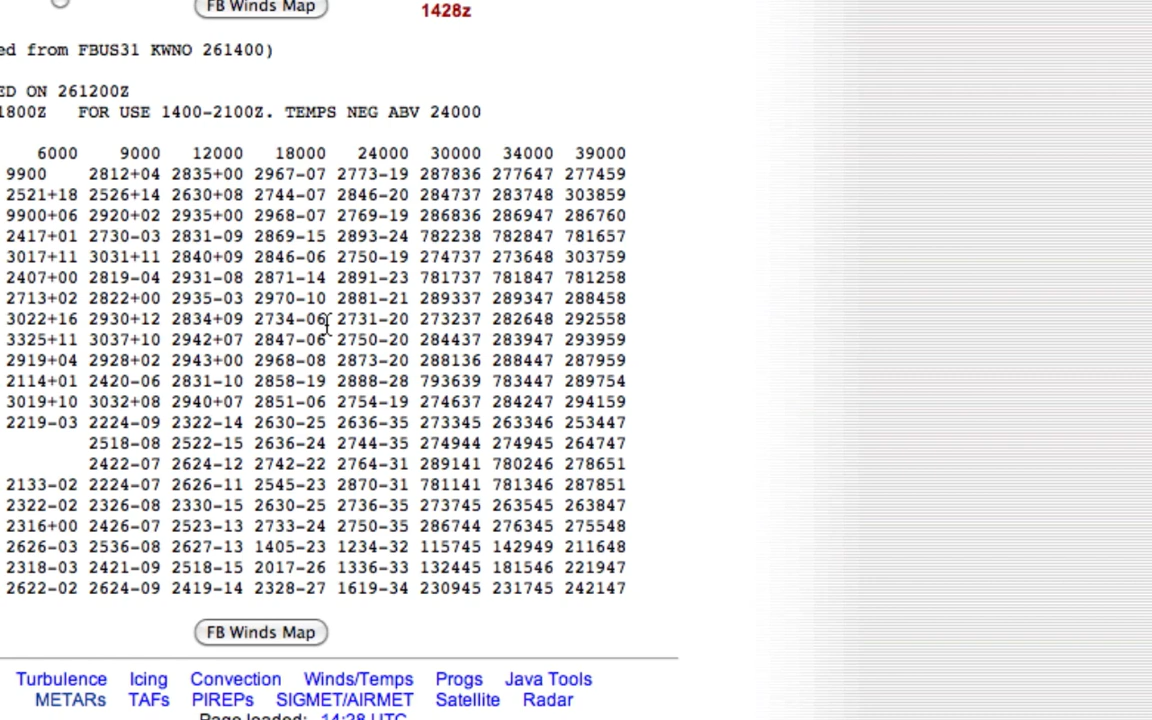 FB Winds Map
1428z
ed from FBUS31 KWNO 261400)
ED ON 261200Z
1800Z   FOR USE 1400-2100Z. TEMPS NEG ABV 24000
6000 9000 12000 18000 24000 30000 34000 39000
9900 2812+04 2835+00 2967-07 2773-19 287836 277647 277459
2521+18 2526+14 2630+08 2744-07 2846-20 284737 283748 303859
9900+06 2920+02 2935+00 2968-07 2769-19 286836 286947 286760
2417+01 2730-03 2831-09 2869-15 2893-24 782238 782847 781657
3017+11 3031+11 2840+09 2846-06 2750-19 274737 273648 303759
2407+00 2819-04 2931-08 2871-14 2891-23 781737 781847 781258
2713+02 2822+00 2935-03 2970-10 2881-21 289337 289347 288458
3022+16 2930+12 2834+09 2734-06 2731-20 273237 282648 292558
3325+11 3037+10 2942+07 2847-06 2750-20 284437 283947 293959
2919+04 2928+02 2943+00 2968-08 2873-20 288136 288447 287959
2114+01 2420-06 2831-10 2858-19 2888-28 793639 783447 289754
3019+10 3032+08 2940+07 2851-06 2754-19 274637 284247 294159
2219-03 2224-09 2322-14 2630-25 2636-35 273345 263346 253447
2518-08 2522-15 2636-24 2744-35 274944 274945 264747
2422-07 2624-12 2742-22 2764-31 289141 780246 278651
2133-02 2224-07 2626-11 2545-23 2870-31 781141 781346 287851
2322-02 2326-08 2330-15 2630-25 2736-35 273745 263545 263847
2316+00 2426-07 2523-13 2733-24 2750-35 286744 276345 275548
2626-03 2536-08 2627-13 1405-23 1234-32 115745 142949 211648
2318-03 2421-09 2518-15 2017-26 1336-33 132445 181546 221947
2622-02 2624-09 2419-14 2328-27 1619-34 230945 231745 242147
FB Winds Map
Turbulence Icing Convection Winds/Temps Progs Java Tools
METARs TAFs PIREPs SIGMET/AIRMET Satellite Radar
Page loaded: 14:28 UTC